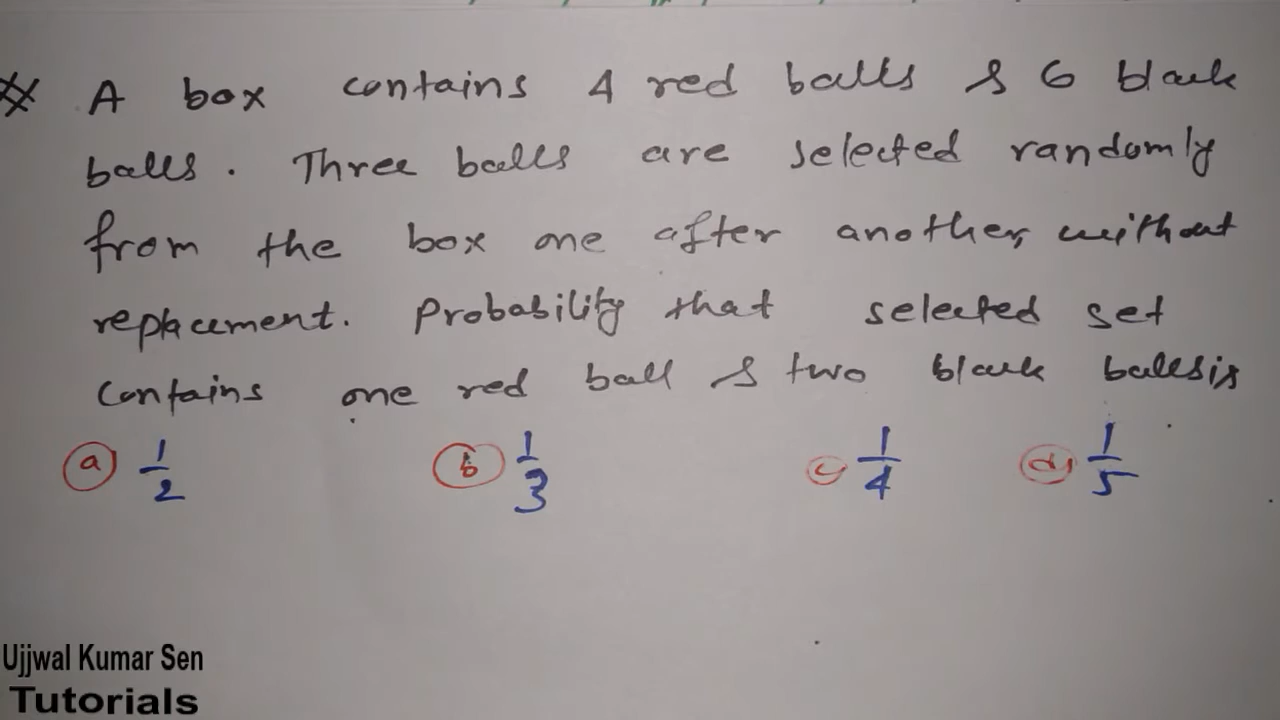 ※ A box contains 4 red balls & 6 black
balls. Three balls are selected randomly
from the box one after another, without
replacement. Probability that selected set
contains one red ball & two black balls is
(a) 1/2 (b) 1/3 (c) 1/4 (d) 1/5
Ujjwal Kumar Sen
Tutorials